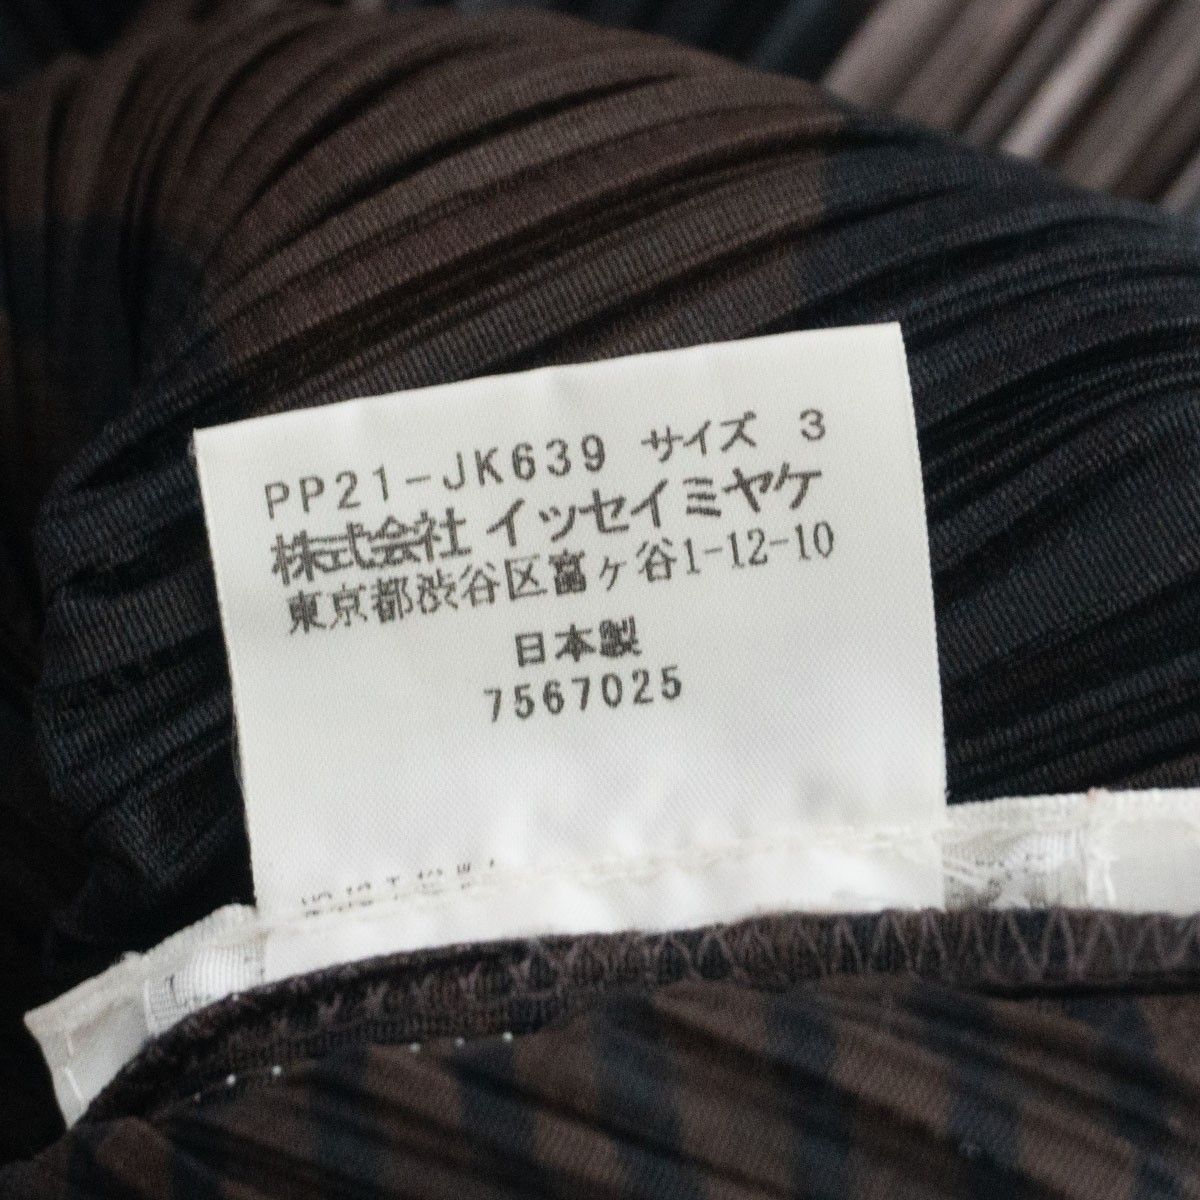 PP21-JK639 サイズ 3
株式会社 イッセイミヤケ
東京都渋谷区富ヶ谷1-12-10
日本製
7567025